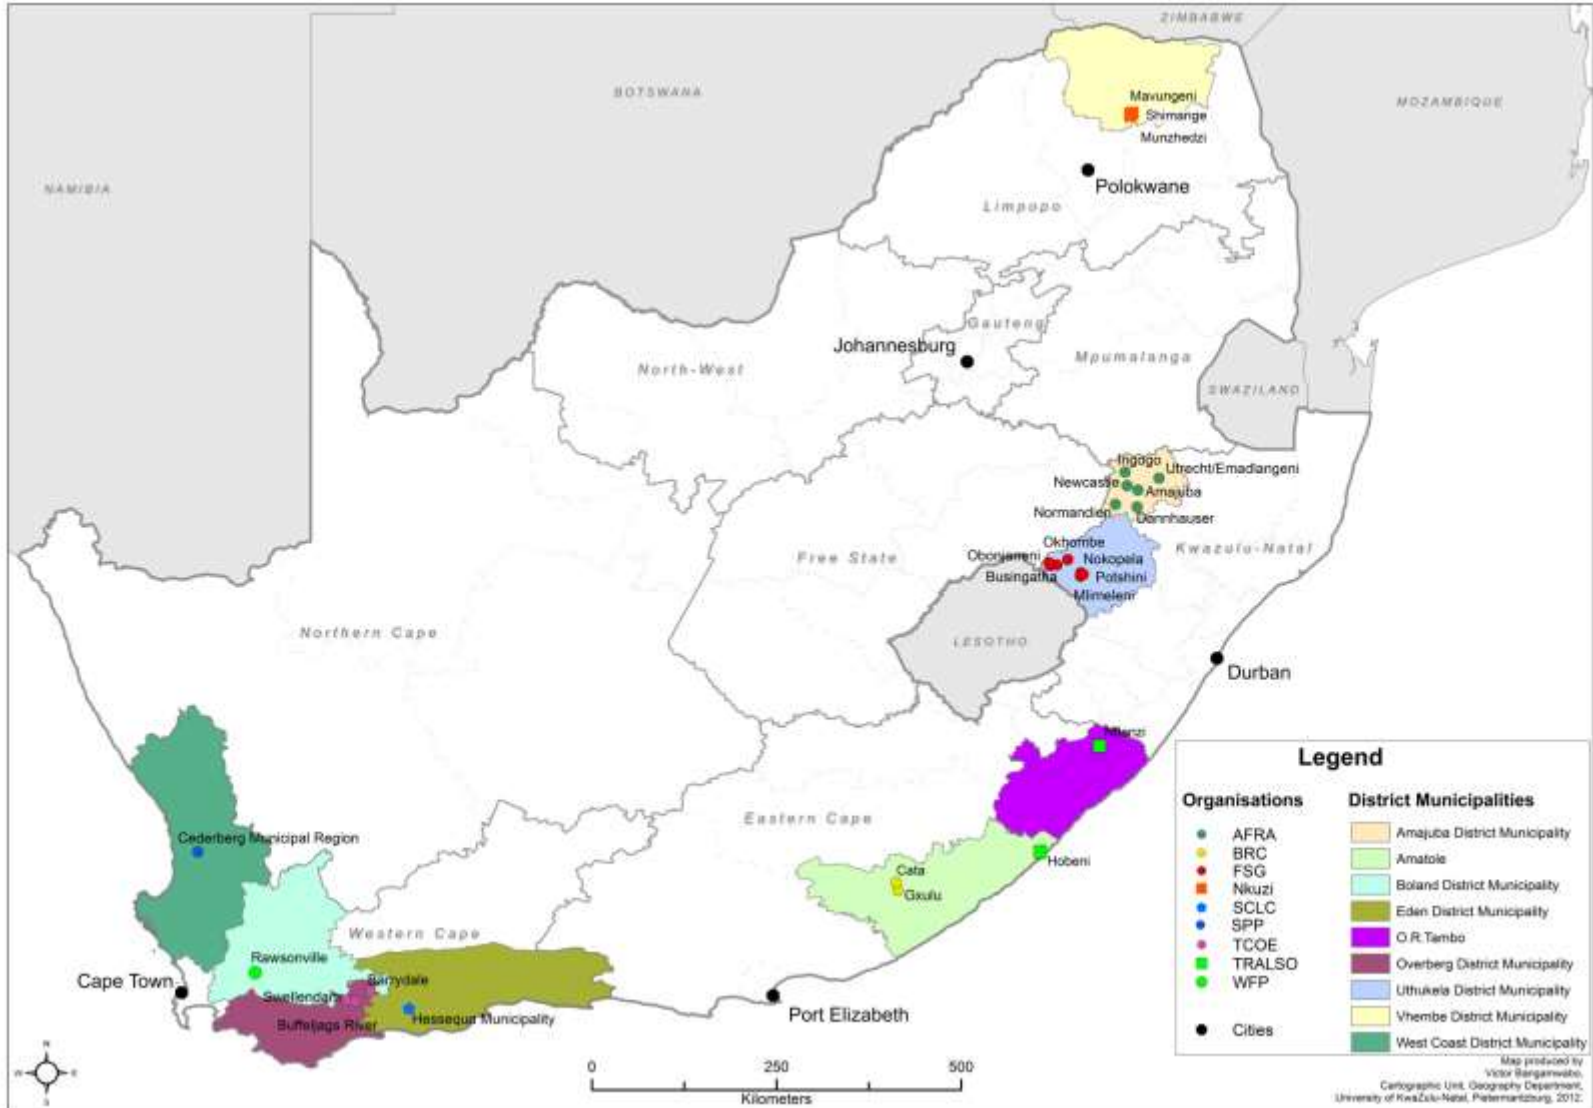 ZIMBABWE
BOTSWANA
MOZAMBIQUE
NAMIBIA
Mavungeni
Shimange
Munzhedzi
Polokwane
Limpopo
Gauteng
Johannesburg
Mpumalanga
North-West
SWAZILAND
Ingogo
Utrecht/Emadlangeni
Newcastle
Amajuba
Normandien
Dannhauser
Okhombe
Kwazulu-Natal
Free State
Obonjameni
Nokopela
Busingatha
Potshini
Mlimeleni
Northern Cape
LESOTHO
Durban
Ntlenzi
Eastern Cape
Cederberg Municipal Region
Hobeni
Cata
Gxulu
Western Cape
Rawsonville
Cape Town
Barrydale
Swellendam
Buffeljags River
Hessequa Municipality
Port Elizabeth
Legend
Organisations
AFRA
BRC
FSG
Nkuzi
SCLC
SPP
TCOE
TRALSO
WFP
Cities
District Municipalities
Amajuba District Municipality
Amatole
Boland District Municipality
Eden District Municipality
O.R.Tambo
Overberg District Municipality
Uthukela District Municipality
Vhembe District Municipality
West Coast District Municipality
N
W
E
S
0
250
500
Kilometers
Map produced by
Victor Bangamwabo,
Cartographic Unit, Geography Department,
University of KwaZulu-Natal, Pietermaritzburg, 2012.